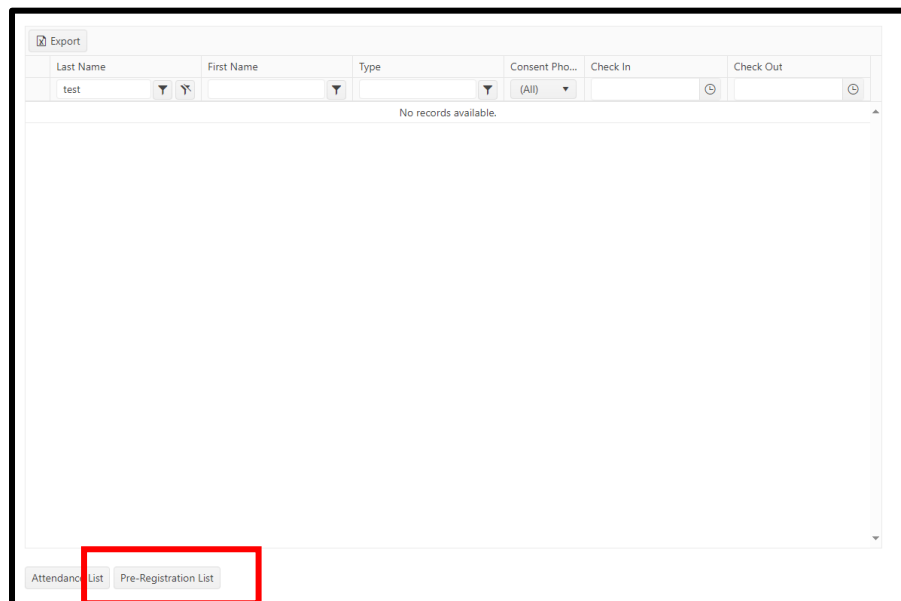 Export
Last Name First Name Type Consent Pho... Check In Check Out
test (All)
No records available.
Attendance List Pre-Registration List